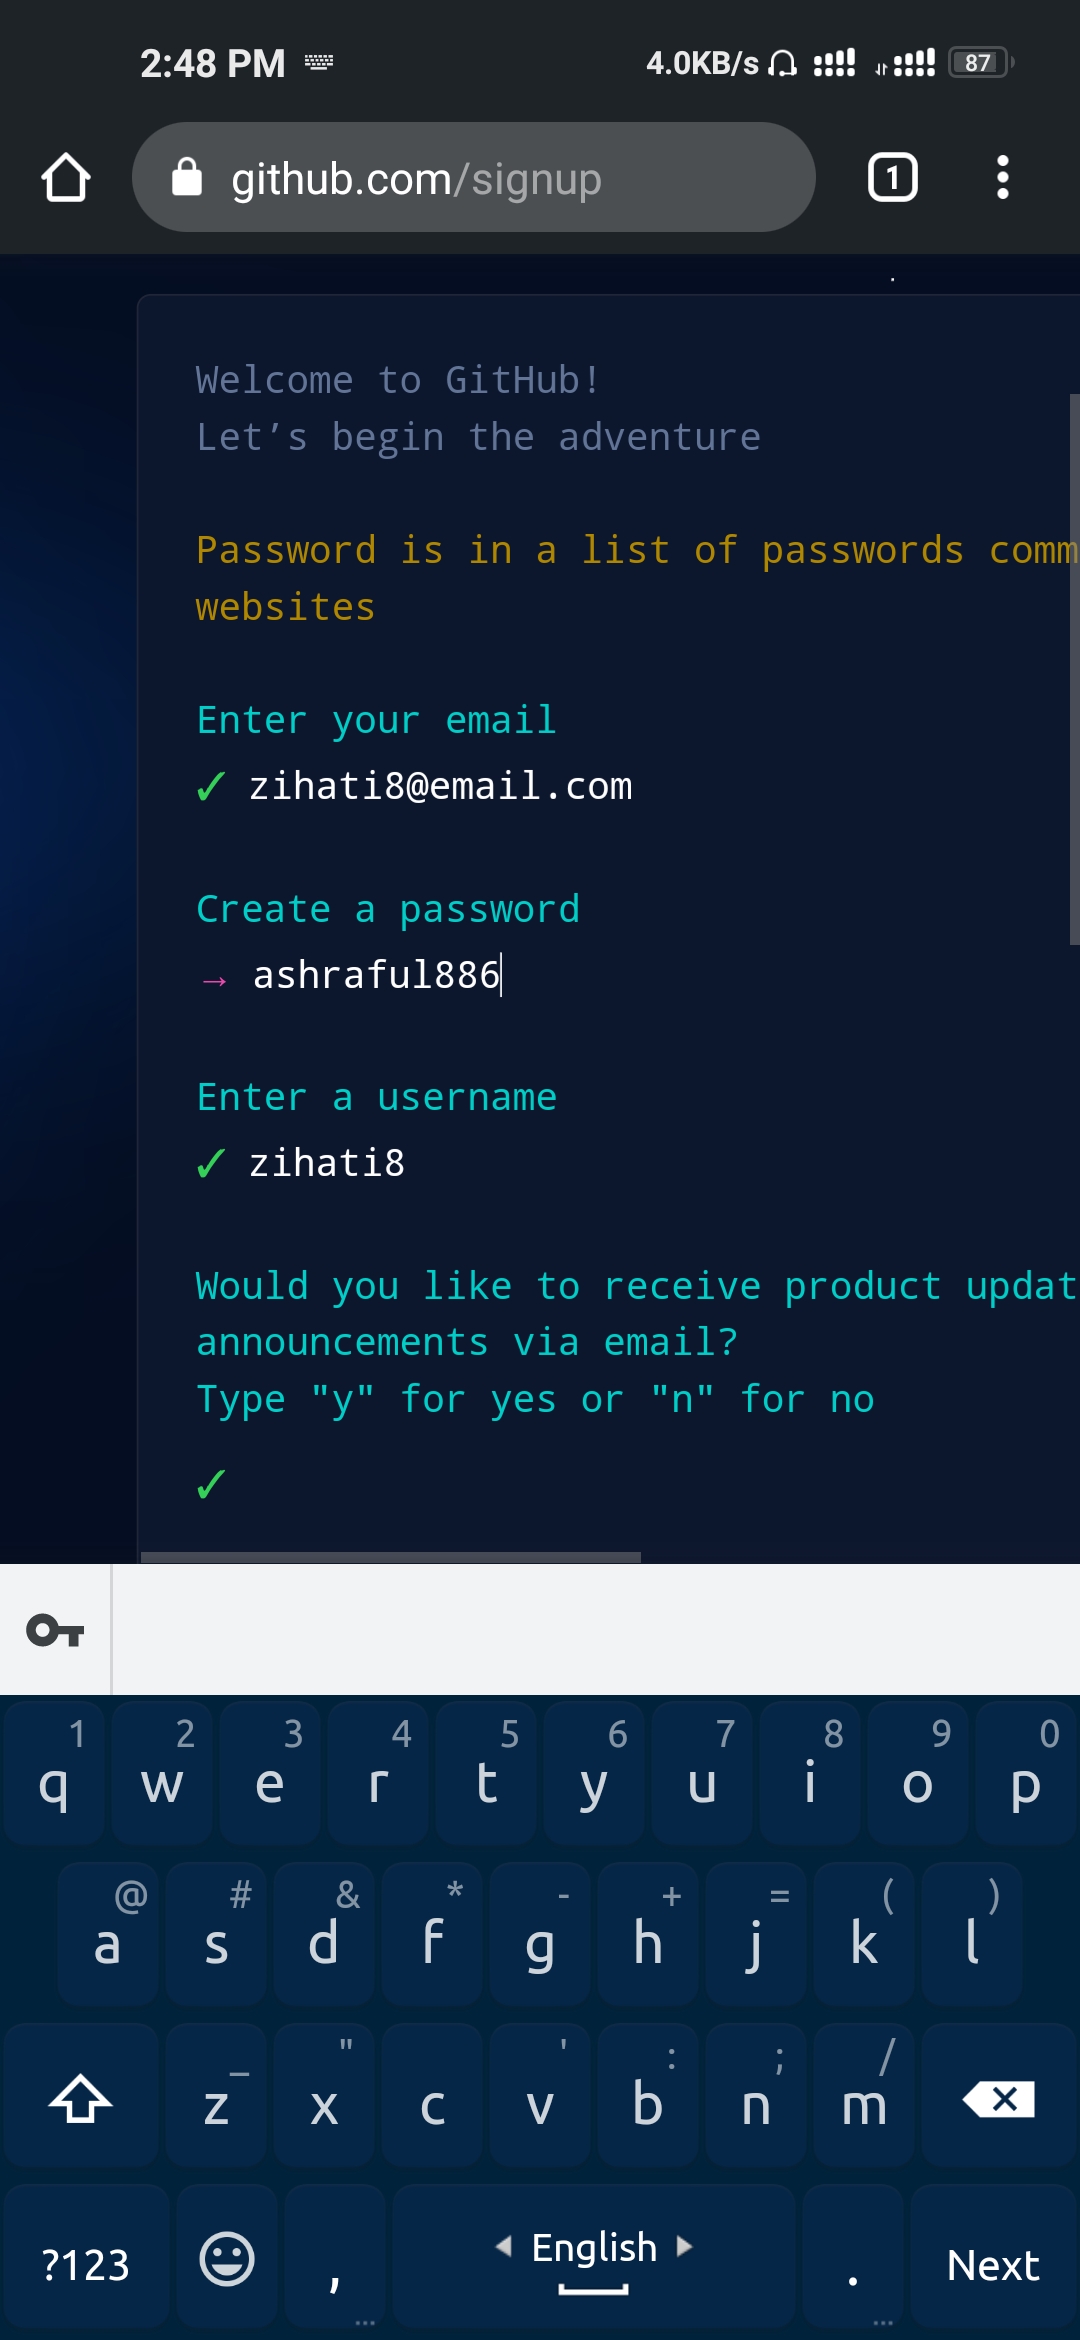 2:48 PM 4.0KB/s 87
github.com/signup 1
Welcome to GitHub!
Let’s begin the adventure
Password is in a list of passwords comm
websites
Enter your email
✓ zihati8@email.com
Create a password
→ ashraful886
Enter a username
✓ zihati8
Would you like to receive product updat
announcements via email?
Type "y" for yes or "n" for no
✓
1 2 3 4 5 6 7 8 9 0
q w e r t y u i o p
@ # & * - + = ( )
a s d f g h j k l
_ " ' : ; /
z x c v b n m
?123 , English . Next